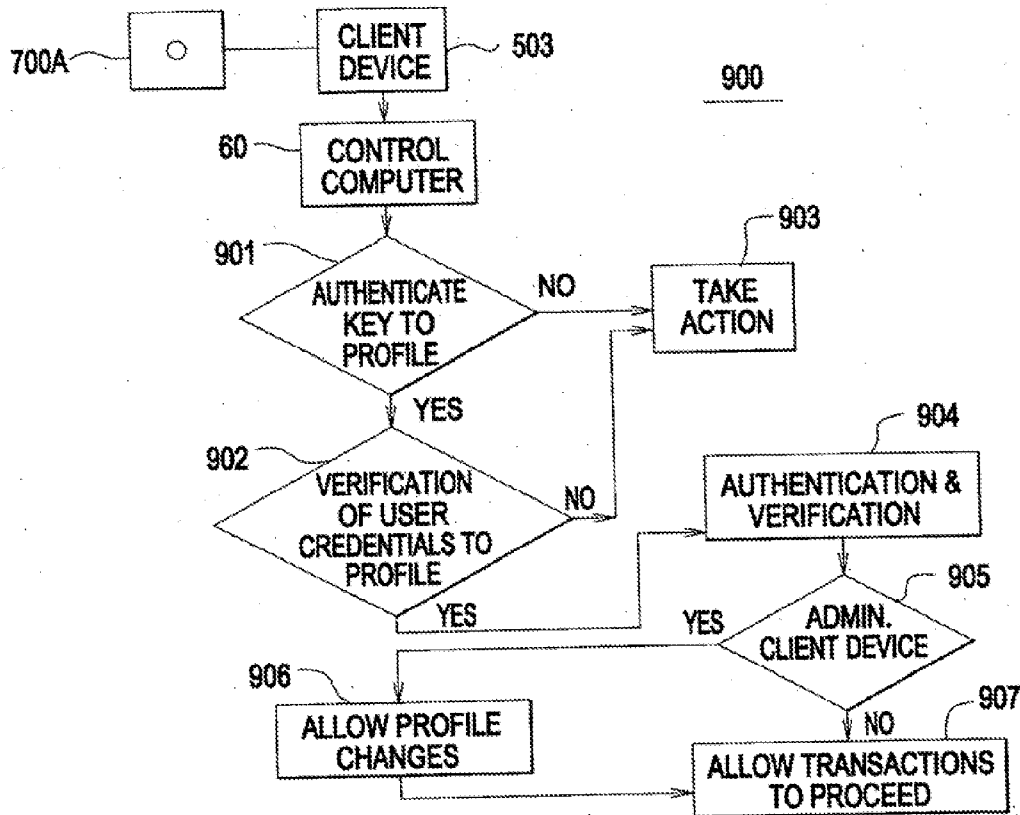 700A
CLIENT
DEVICE
503
900
60
CONTROL
COMPUTER
901
AUTHENTICATE
KEY TO
PROFILE
NO
903
TAKE
ACTION
YES
902
VERIFICATION
OF USER
CREDENTIALS TO
PROFILE
NO
YES
904
AUTHENTICATION &
VERIFICATION
905
ADMIN.
CLIENT DEVICE
YES
906
ALLOW PROFILE
CHANGES
NO
907
ALLOW TRANSACTIONS
TO PROCEED